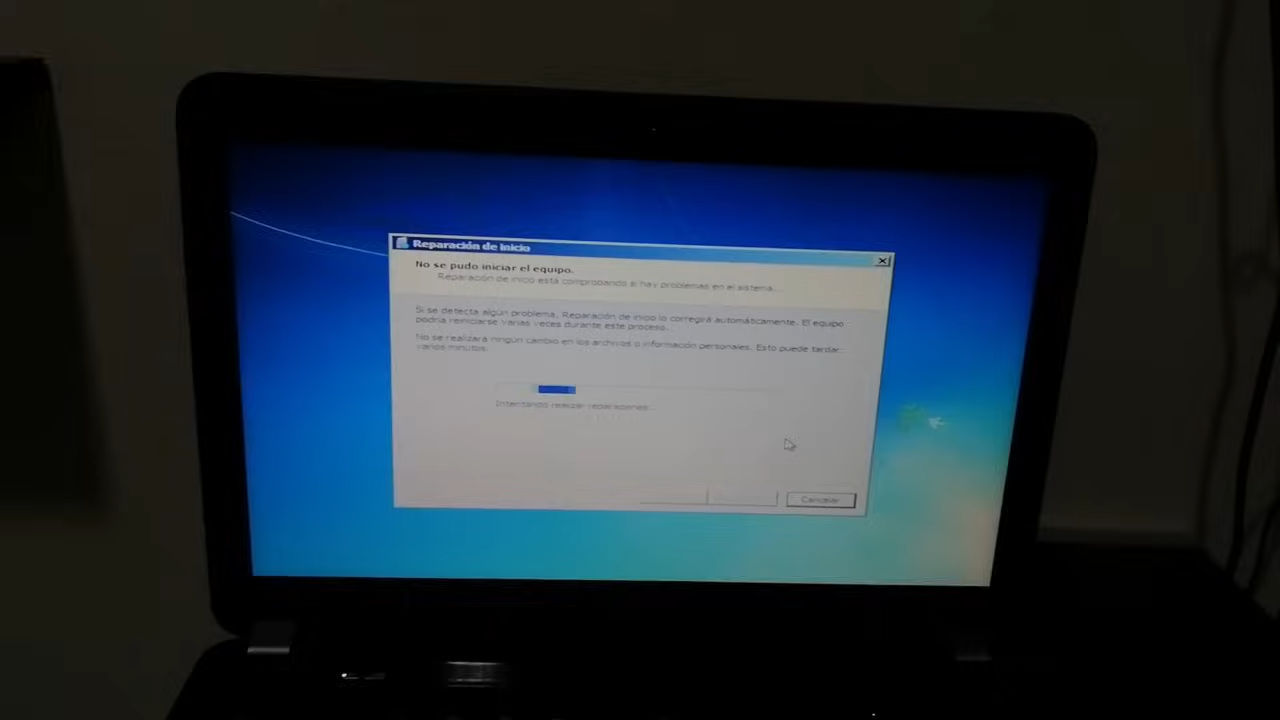 Reparación de inicio
No se pudo iniciar el equipo.
Reparación de inicio está comprobando si hay problemas en el sistema...
Si se detecta algún problema, Reparación de inicio lo corregirá automáticamente. El equipo
podría reiniciarse varias veces durante este proceso.
No se realizará ningún cambio en los archivos o información personales. Esto puede tardar
varios minutos.
Intentando realizar reparaciones...
Cancelar